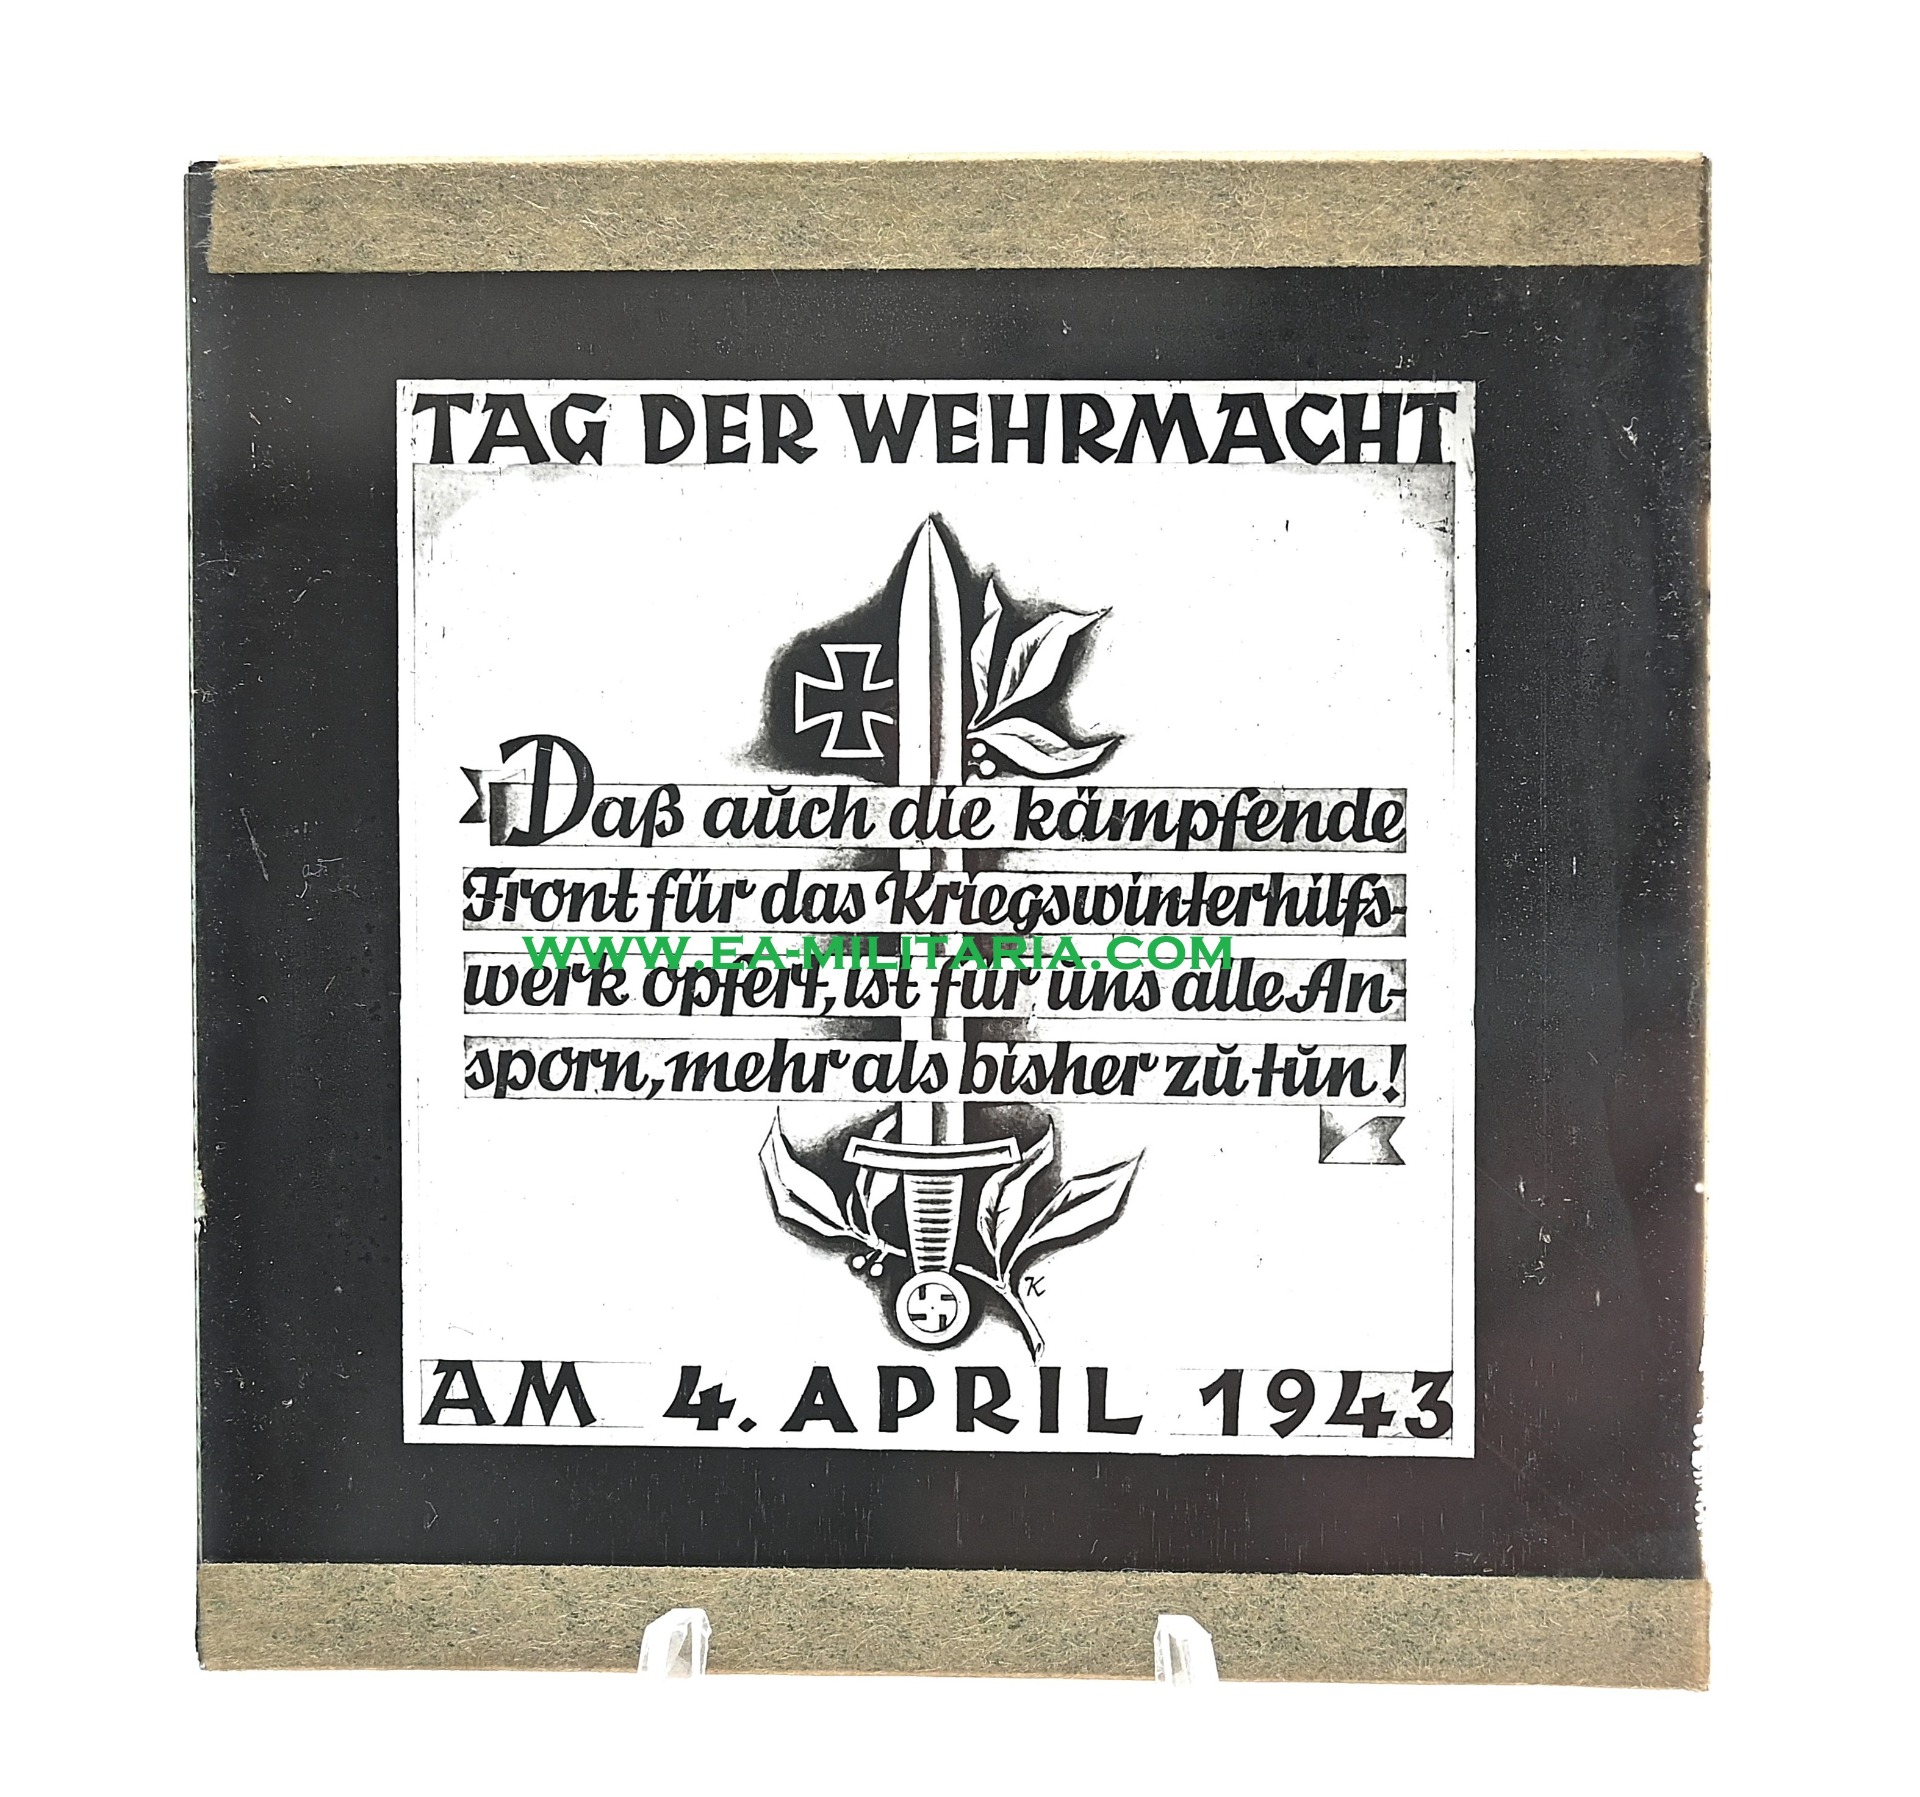 TAG DER WEHRMACHT
Daß auch die kämpfende
Front für das Kriegswinterhilfs-
WWW.EA-MILITARIA.COM
werk opfert, ist für uns alle An-
sporn, mehr als bisher zu tun!
K
AM 4. APRIL 1943